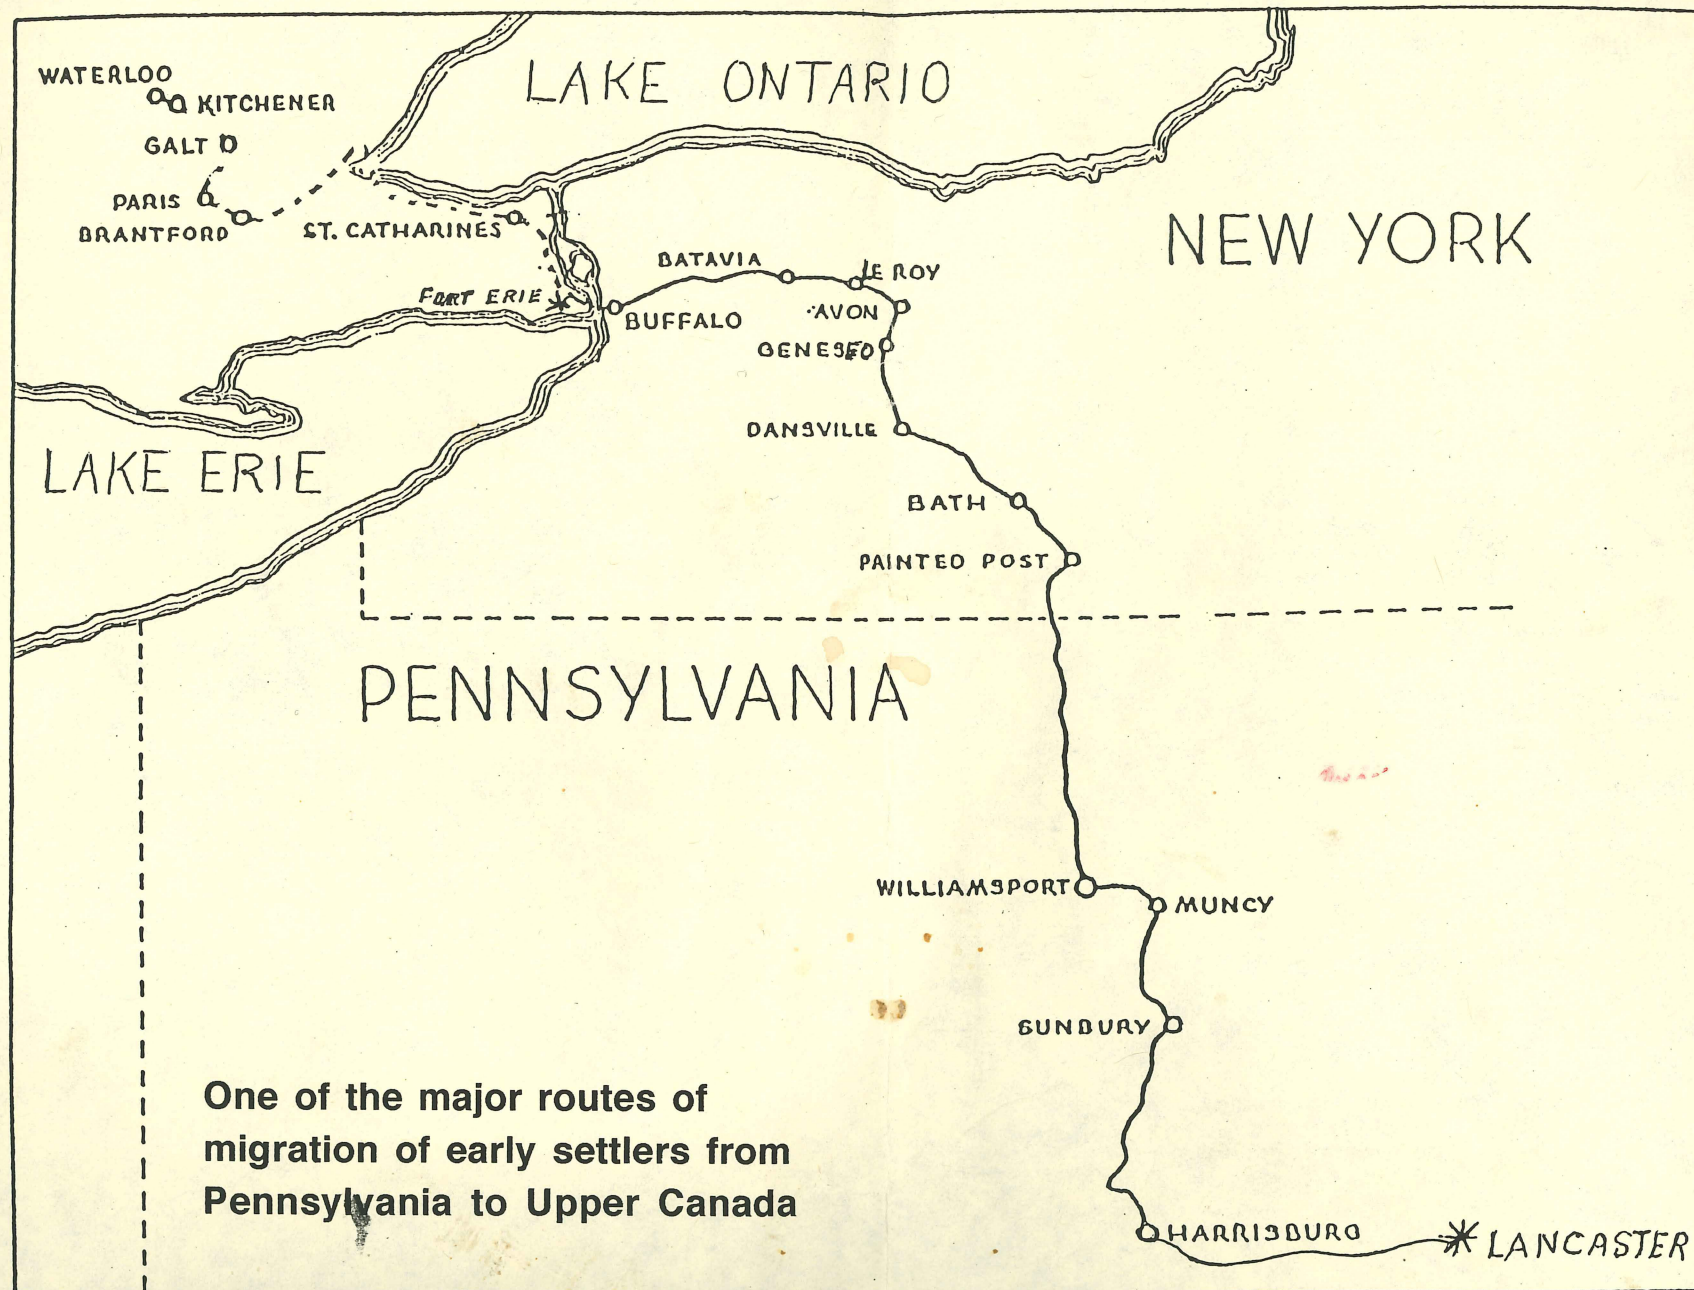 LAKE ONTARIO
WATERLOO
KITCHENER
GALT
PARIS
BRANTFORD
ST. CATHARINES
NEW YORK
BATAVIA
LE ROY
FORT ERIE
BUFFALO
AVON
GENESEO
DANSVILLE
LAKE ERIE
BATH
PAINTED POST
PENNSYLVANIA
WILLIAMSPORT
MUNCY
SUNBURY
One of the major routes of
migration of early settlers from
Pennsylvania to Upper Canada
HARRISBURG
LANCASTER